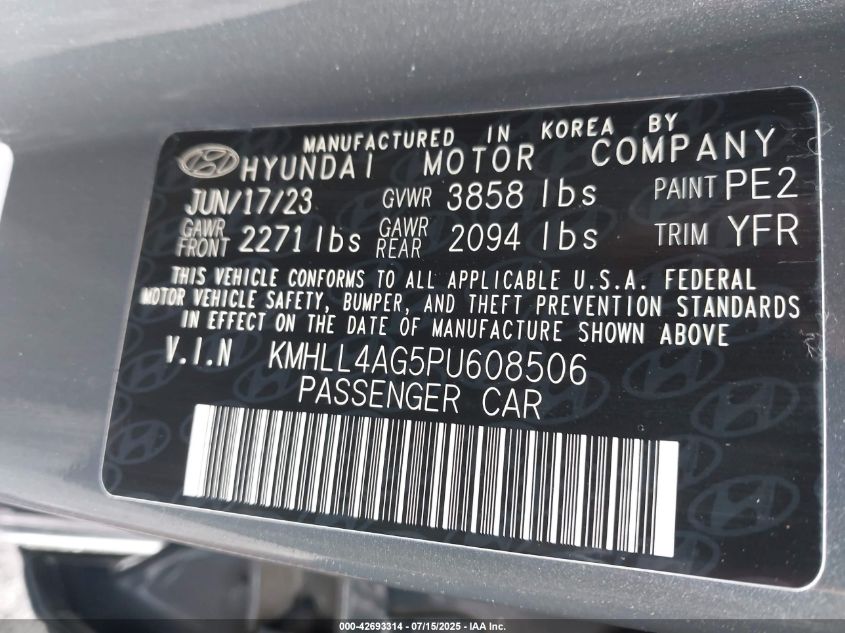 MANUFACTURED IN KOREA BY
HYUNDAI MOTOR COMPANY
JUN/17/23 GVWR 3858 lbs PAINT PE2
GAWR FRONT 2271 lbs GAWR REAR 2094 lbs TRIM YFR
THIS VEHICLE CONFORMS TO ALL APPLICABLE U.S.A. FEDERAL
MOTOR VEHICLE SAFETY, BUMPER, AND THEFT PREVENTION STANDARDS
IN EFFECT ON THE DATE OF MANUFACTURE SHOWN ABOVE
V.I.N KMHLL4AG5PU608506
PASSENGER CAR
000-42693314 - 07/15/2025 - IAA Inc.